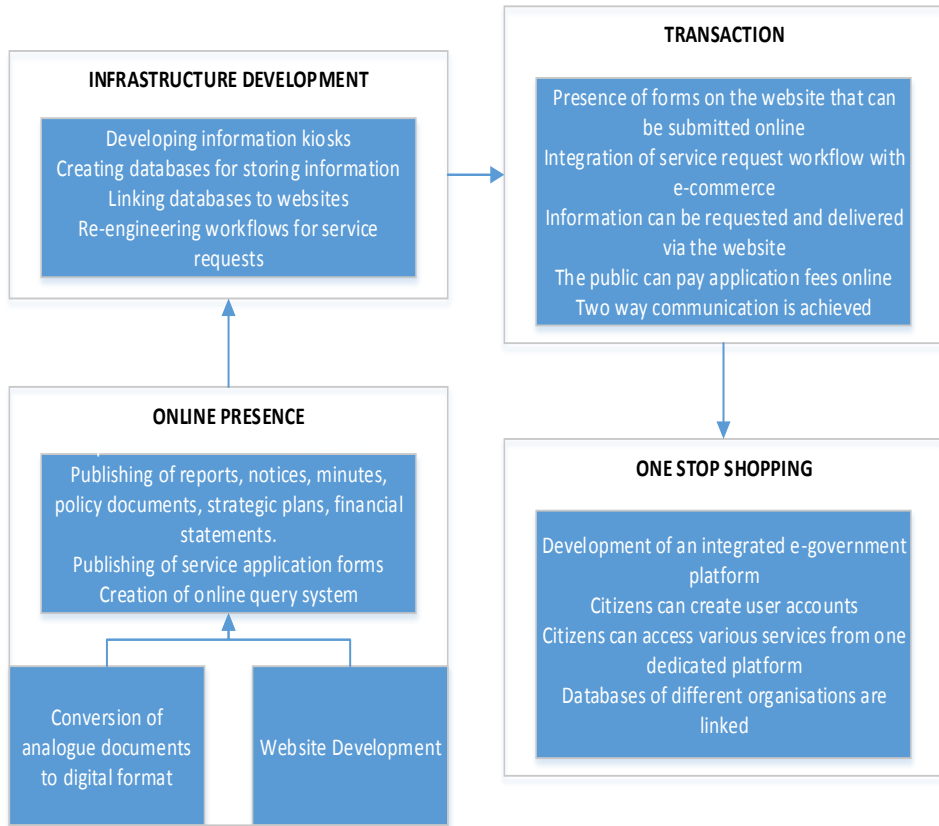 INFRASTRUCTURE DEVELOPMENT
Developing information kiosks
Creating databases for storing information
Linking databases to websites
Re-engineering workflows for service
requests
TRANSACTION
Presence of forms on the website that can
be submitted online
Integration of service request workflow with
e-commerce
Information can be requested and delivered
via the website
The public can pay application fees online
Two way communication is achieved
ONLINE PRESENCE
Publishing of reports, notices, minutes,
policy documents, strategic plans, financial
statements.
Publishing of service application forms
Creation of online query system
Conversion of
analogue documents
to digital format
Website Development
ONE STOP SHOPPING
Development of an integrated e-government
platform
Citizens can create user accounts
Citizens can access various services from one
dedicated platform
Databases of different organisations are
linked